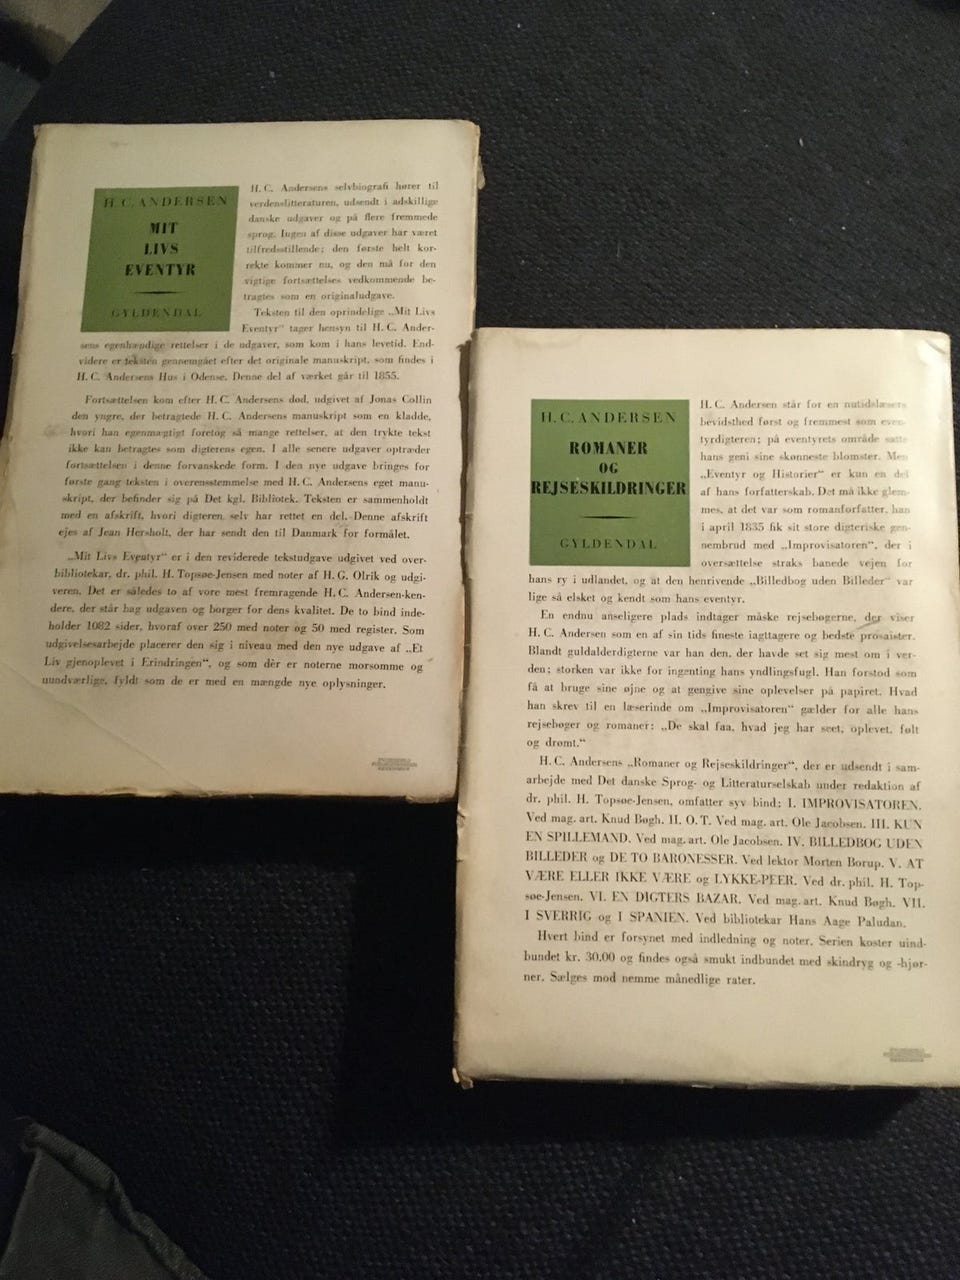 H. C. ANDERSEN
MIT
LIVS
EVENTYR
GYLDENDAL
H. C. Andersens selvbiografi hører til
verdenslitteraturen, udsendt i adskillige
danske udgaver og på flere fremmede
sprog. Ingen af disse udgaver har været
tilfredsstillende; den første helt kor-
rekte kommer nu, og den må for den
vigtige fortsættelses vedkommende be-
tragtes som en originaludgave.
Teksten til den oprindelige „Mit Livs
Eventyr“ tager hensyn til H. C. Ander-
sens egenhændige rettelser i de udgaver, som kom i hans levetid. End-
videre er teksten gennemgået efter det originale manuskript, som findes i
H. C. Andersens Hus i Odense. Denne del af værket går til 1855.
Fortsættelsen kom efter H. C. Andersens død, udgivet af Jonas Collin
den yngre, der betragtede H. C. Andersens manuskript som en kladde,
hvori han egenmægtigt foretog så mange rettelser, at den trykte tekst
ikke kan betragtes som digterens egen. I alle senere udgaver optræder
fortsættelsen i denne forvanskede form. I den nye udgave bringes for
første gang teksten i overensstemmelse med H. C. Andersens eget manu-
skript, der befinder sig på Det kgl. Bibliotek. Teksten er sammenholdt
med en afskrift, hvori digteren selv har rettet en del. Denne afskrift
ejes af Jean Hersholt, der har sendt den til Danmark for formålet.
„Mit Livs Eventyr“ er i den reviderede tekstudgave udgivet ved over-
bibliotekar, dr. phil. H. Topsøe-Jensen med noter af H. G. Olrik og udgi-
veren. Det er således to af vore mest fremragende H. C. Andersen-ken-
dere, der står bag udgaven og borger for dens kvalitet. De to bind inde-
holder 1082 sider, hvoraf over 250 med noter og 50 med register. Som
udgivelsesarbejde placerer den sig i niveau med den nye udgave af „Et
Liv gjenoplevet i Erindringen“, og som dèr er noterne morsomme og
uundværlige, fyldt som de er med en mængde nye oplysninger.
H. C. ANDERSEN
ROMANER
OG
REJSESKILDRINGER
GYLDENDAL
H. C. Andersen står for en nutidslæsers
bevidsthed først og fremmest som even-
tyrdigteren; på eventyrets område satte
hans geni sine skønneste blomster. Men
„Eventyr og Historier“ er kun en del
af hans forfatterskab. Det må ikke glem-
mes, at det var som romanforfatter, han
i april 1835 fik sit store digteriske gen-
nembrud med „Improvisatoren“, der i
oversættelse straks banede vejen for
hans ry i udlandet, og at den henrivende „Billedbog uden Billeder“ var
lige så elsket og kendt som hans eventyr.
En endnu anseligere plads indtager måske rejsebøgerne, der viser
H. C. Andersen som en af sin tids fineste iagttagere og bedste prosaister.
Blandt guldalderdigterne var han den, der havde set sig mest om i ver-
den; storken var ikke for ingenting hans yndlingsfugl. Han forstod som
få at bruge sine øjne og at gengive sine oplevelser på papiret. Hvad
han skrev til en læserinde om „Improvisatoren“ gælder for alle hans
rejsebøger og romaner: „De skal faa, hvad jeg har seet, oplevet, følt
og drømt.“
H. C. Andersens „Romaner og Rejseskildringer“, der er udsendt i sam-
arbejde med Det danske Sprog- og Litteraturselskab under redaktion af
dr. phil. H. Topsøe-Jensen, omfatter syv bind: I. IMPROVISATOREN.
Ved mag. art. Knud Bøgh. II. O. T. Ved mag. art. Ole Jacobsen. III. KUN
EN SPILLEMAND. Ved mag. art. Ole Jacobsen. IV. BILLEDBOG UDEN
BILLEDER og DE TO BARONESSER. Ved lektor Morten Borup. V. AT
VÆRE ELLER IKKE VÆRE og LYKKE-PEER. Ved dr. phil. H. Top-
søe-Jensen. VI. EN DIGTERS BAZAR. Ved mag. art. Knud Bøgh. VII.
I SVERRIG og I SPANIEN. Ved bibliotekar Hans Aage Paludan.
Hvert bind er forsynet med indledning og noter. Serien koster uind-
bundet kr. 30.00 og findes også smukt indbundet med skindryg og -hjør-
ner. Sælges mod nemme månedlige rater.